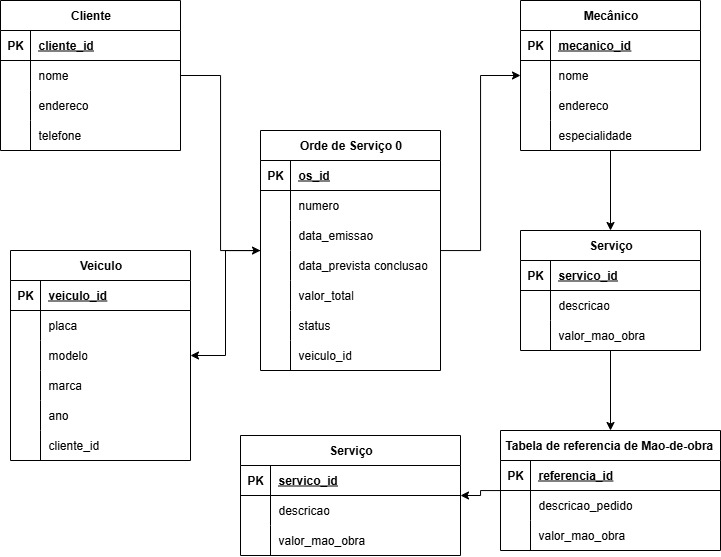 Cliente
PK cliente_id
nome
endereco
telefone
Mecânico
PK mecanico_id
nome
endereco
especialidade
Orde de Serviço 0
PK os_id
numero
data_emissao
data_prevista conclusao
valor_total
status
veiculo_id
Veiculo
PK veiculo_id
placa
modelo
marca
ano
cliente_id
Serviço
PK servico_id
descricao
valor_mao_obra
Tabela de referencia de Mao-de-obra
PK referencia_id
descricao_pedido
valor_mao_obra
Serviço
PK servico_id
descricao
valor_mao_obra